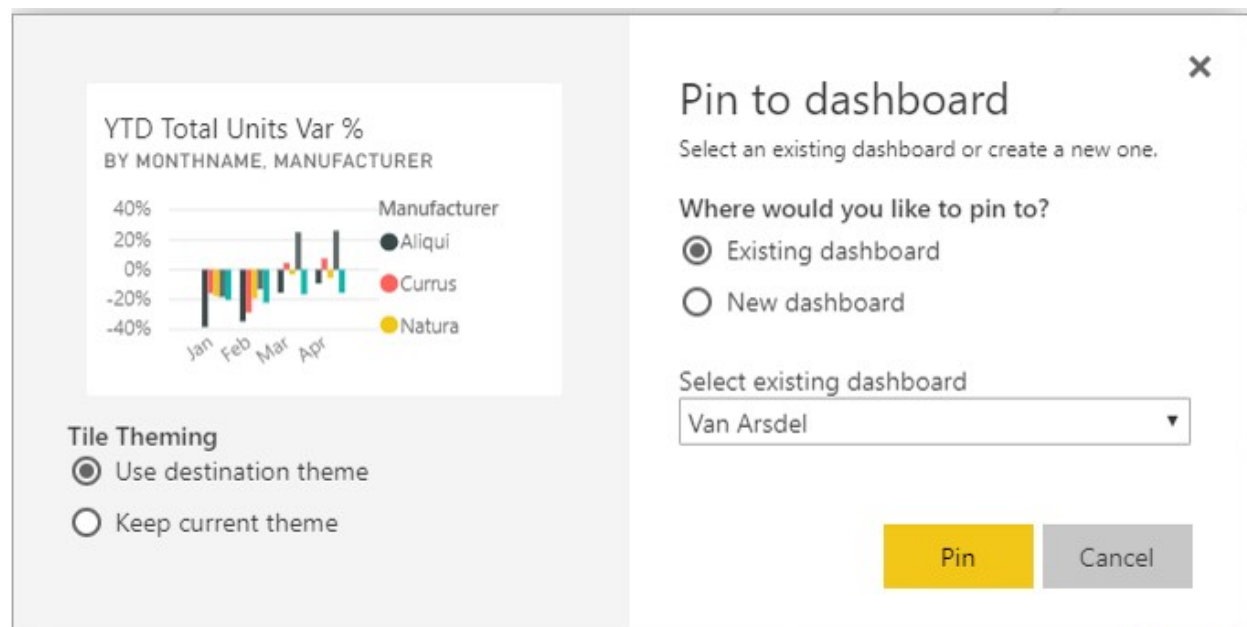 YTD Total Units Var %
BY MONTHNAME, MANUFACTURER
40%
20%
0%
-20%
-40%
Jan Feb Mar Apr
Manufacturer
Aliqui
Currus
Natura
Tile Theming
Use destination theme
Keep current theme
Pin to dashboard
Select an existing dashboard or create a new one.
Where would you like to pin to?
Existing dashboard
New dashboard
Select existing dashboard
Van Arsdel
Pin Cancel